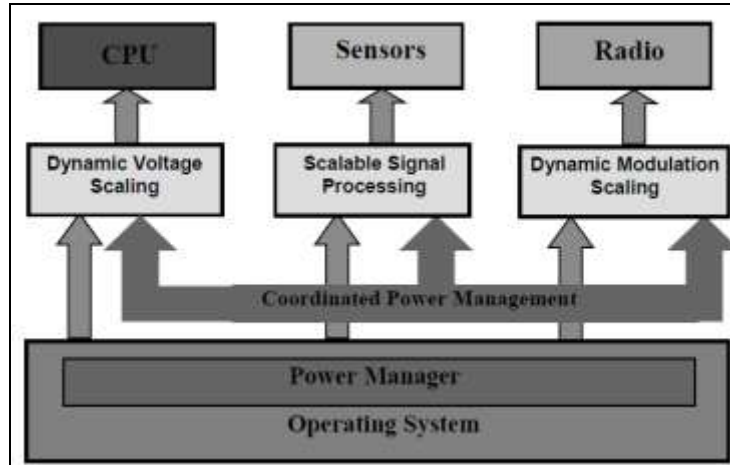 CPU
Sensors
Radio
Dynamic Voltage
Scaling
Scalable Signal
Processing
Dynamic Modulation
Scaling
Coordinated Power Management
Power Manager
Operating System